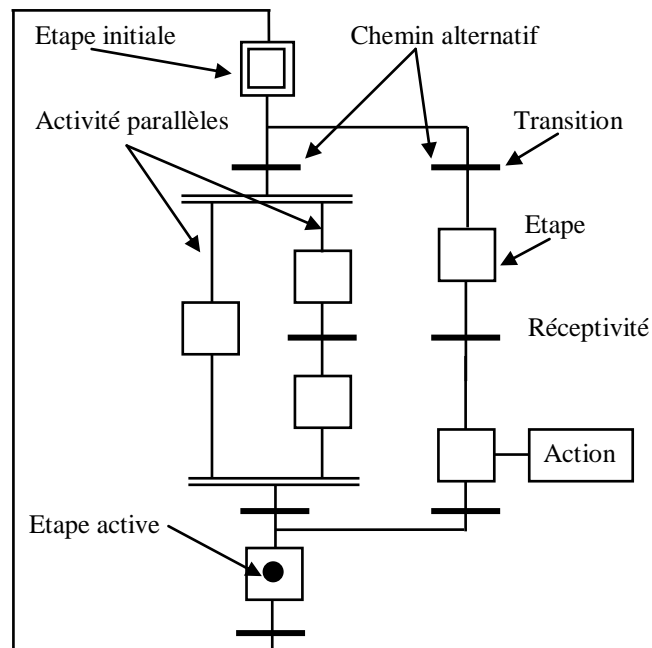 Etape initiale
Chemin alternatif
Activité parallèles
Transition
Etape
Réceptivité
Action
Etape active